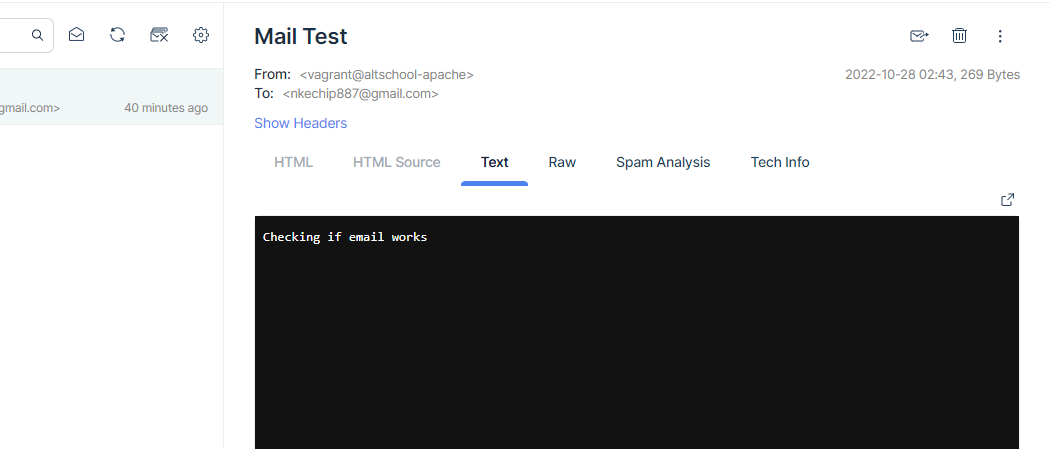 Mail Test
From: <vagrant@altschool-apache>
2022-10-28 02:43, 269 Bytes
To: <nkechip887@gmail.com>
gmail.com>
40 minutes ago
Show Headers
HTML
HTML Source
Text
Raw
Spam Analysis
Tech Info
Checking if email works